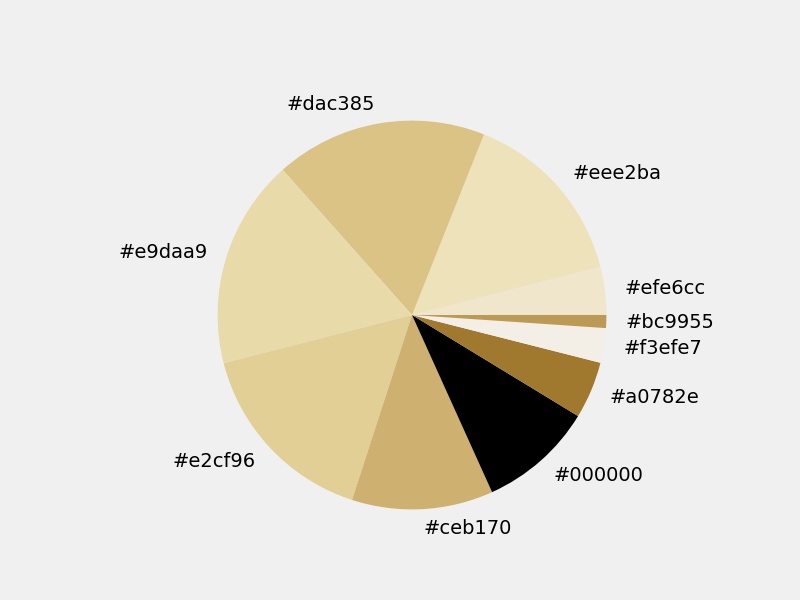 #dac385
#eee2ba
#e9daa9
#efe6cc
#bc9955
#f3efe7
#a0782e
#e2cf96
#000000
#ceb170